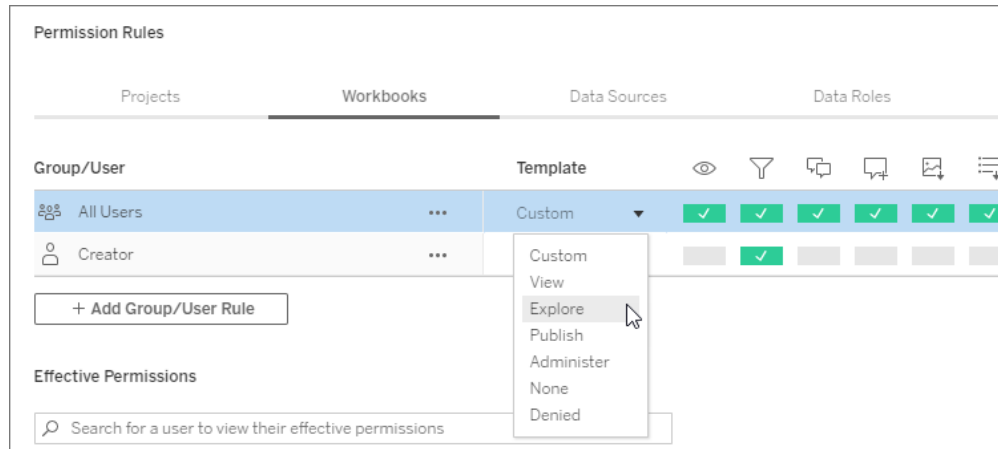 Permission Rules
Projects Workbooks Data Sources Data Roles
Group/User Template
All Users ••• Custom
Creator •••
Custom
View
Explore
Publish
Administer
None
Denied
+ Add Group/User Rule
Effective Permissions
Search for a user to view their effective permissions